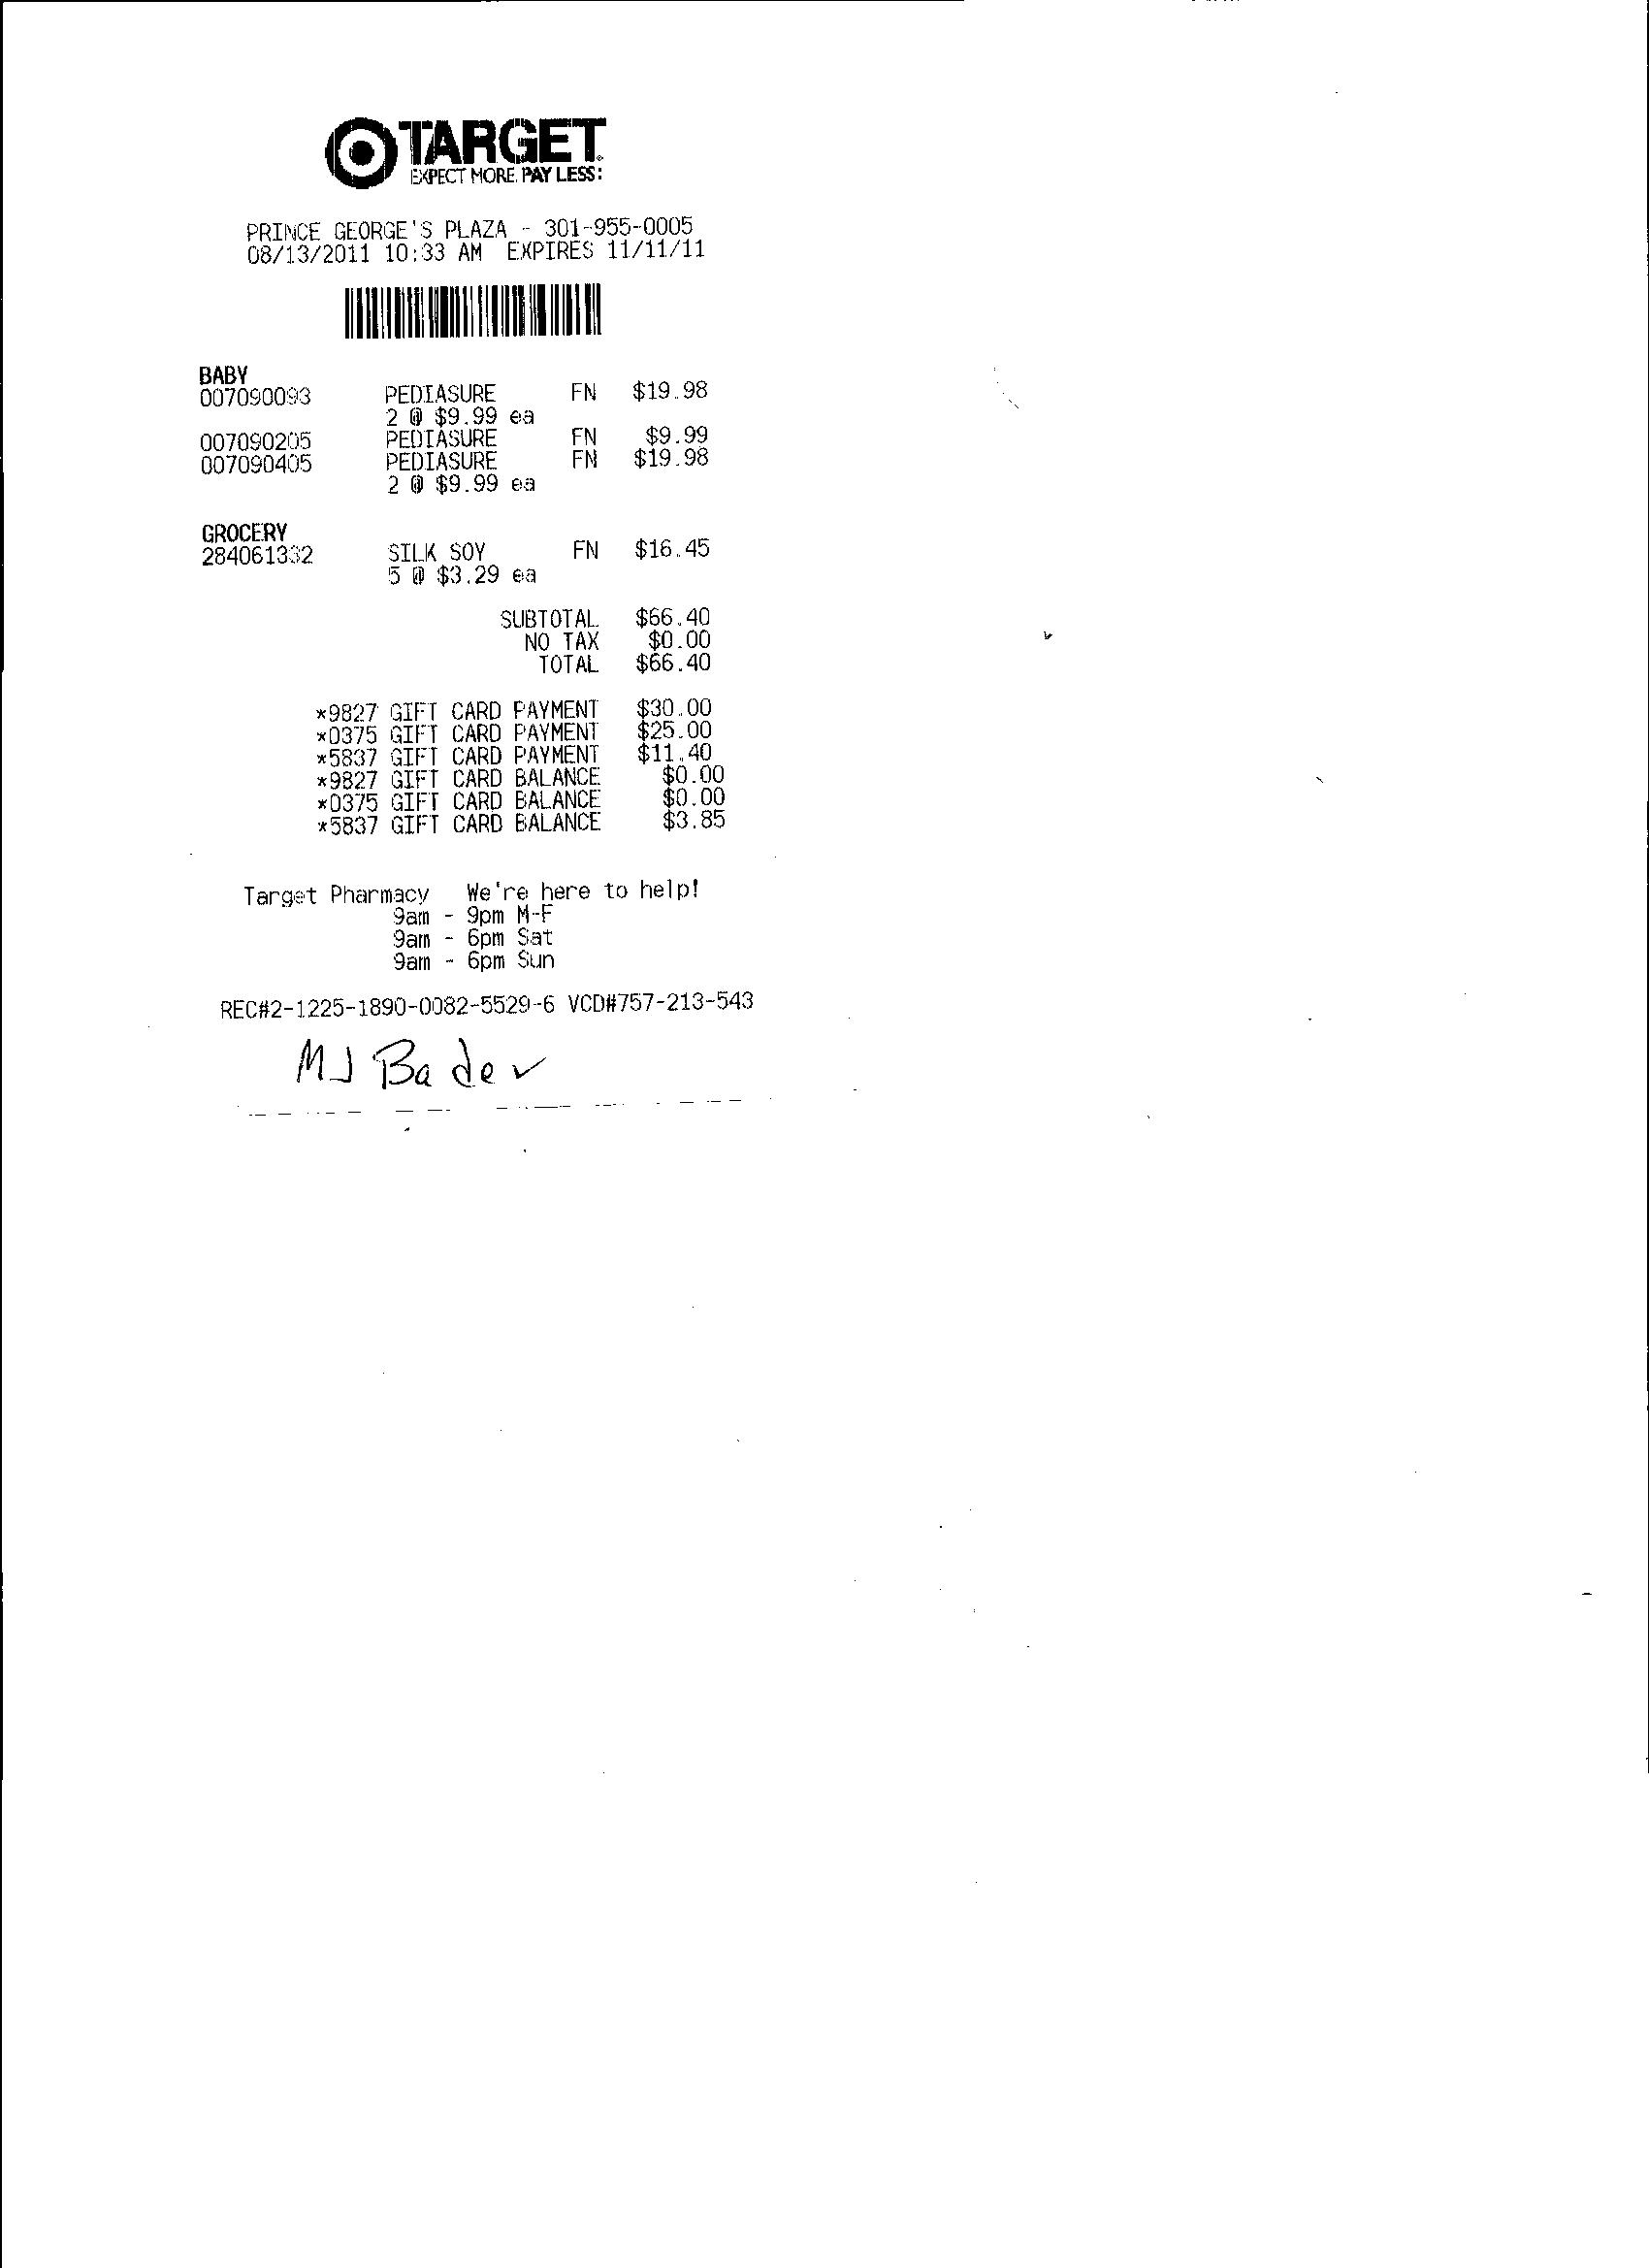 TARGET
EXPECT MORE. PAY LESS.
PRINCE GEORGE'S PLAZA - 301-955-0005
08/13/2011 10:33 AM EXPIRES 11/11/11
BABY
007090093 PEDIASURE FN $19.98
2 @ $9.99 ea
007090205 PEDIASURE FN $9.99
007090405 PEDIASURE FN $19.98
2 @ $9.99 ea
GROCERY
284061332 SILK SOY FN $16.45
5 @ $3.29 ea
SUBTOTAL $66.40
NO TAX $0.00
TOTAL $66.40
*9827 GIFT CARD PAYMENT $30.00
*0375 GIFT CARD PAYMENT $25.00
*5837 GIFT CARD PAYMENT $11.40
*9827 GIFT CARD BALANCE $0.00
*0375 GIFT CARD BALANCE $0.00
*5837 GIFT CARD BALANCE $3.85
Target Pharmacy We're here to help!
9am - 9pm M-F
9am - 6pm Sat
9am - 6pm Sun
REC#2-1225-1890-0082-5529-6 VCD#757-213-543
MJ Bader